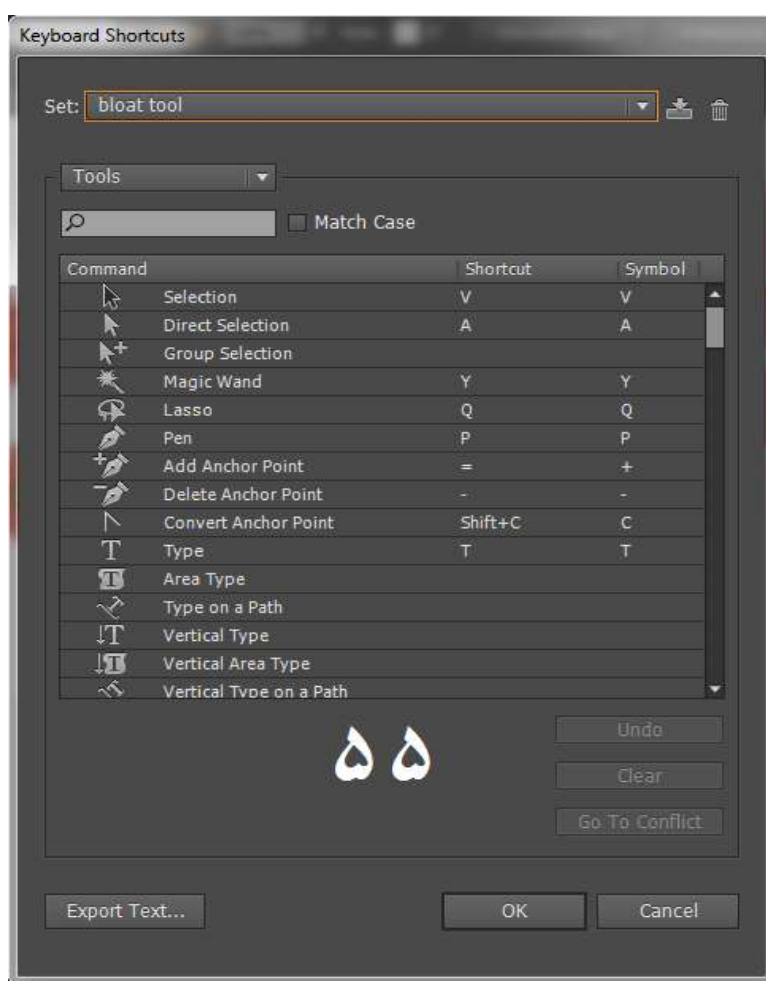 Keyboard Shortcuts
Set: bloat tool
Tools
Match Case
Command Shortcut Symbol
Selection V V
Direct Selection A A
Group Selection
Magic Wand Y Y
Lasso Q Q
Pen P P
Add Anchor Point = +
Delete Anchor Point - -
Convert Anchor Point Shift+C C
T Type T T
Area Type
Type on a Path
Vertical Type
Vertical Area Type
Vertical Type on a Path
Undo
۵۵
Clear
Go To Conflict
Export Text... OK Cancel